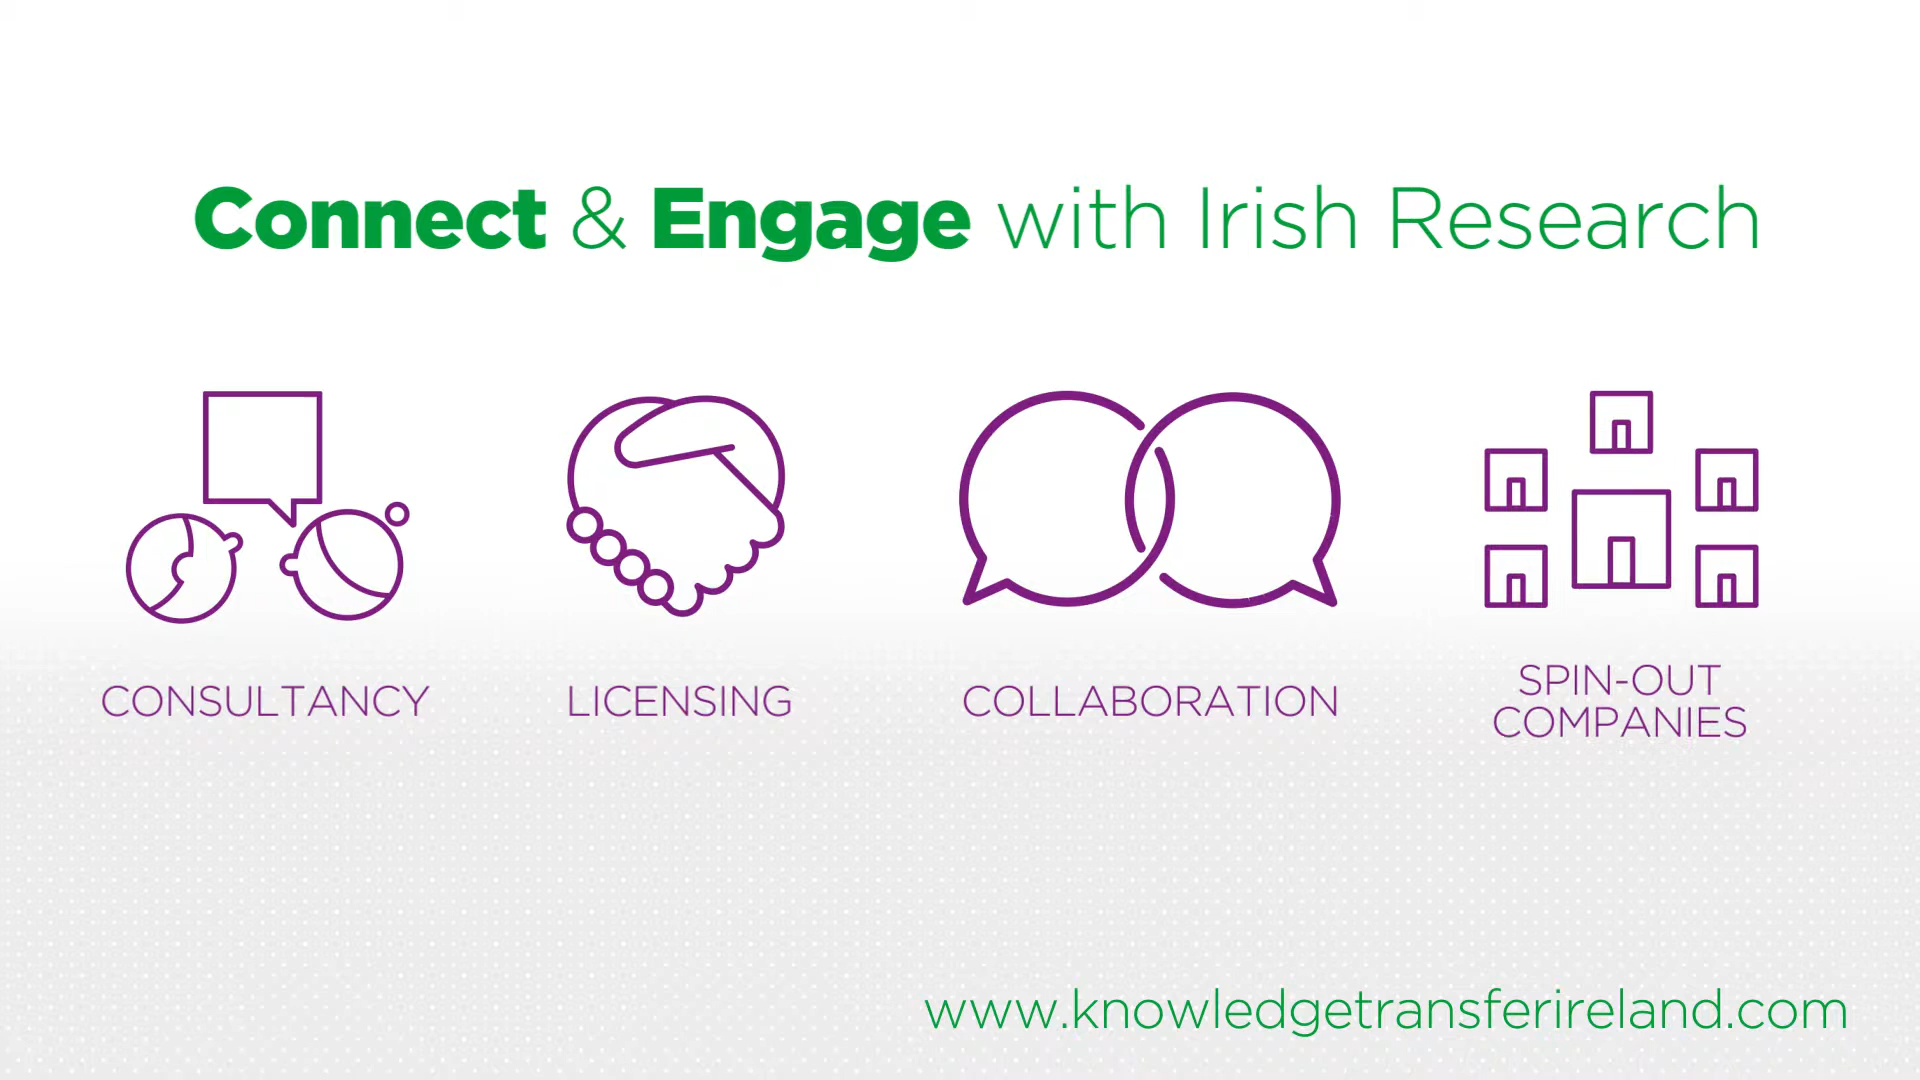 Connect & Engage with Irish Research
CONSULTANCY
LICENSING
COLLABORATION
SPIN-OUT
COMPANIES
www.knowledgetransferireland.com